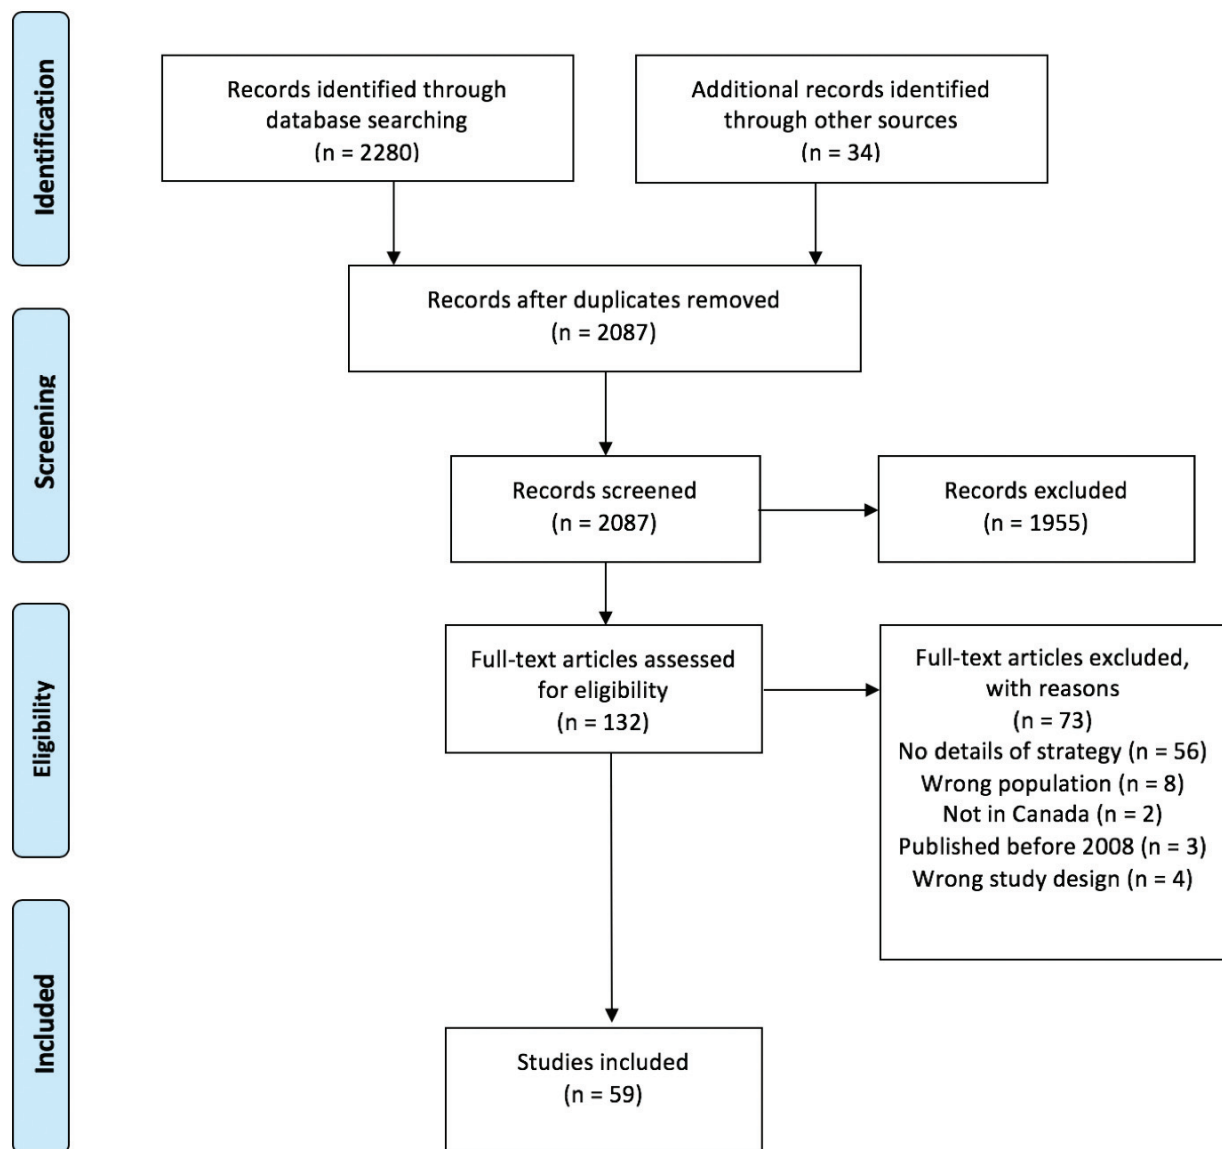 Identification
Records identified through
database searching
(n = 2280)
Additional records identified
through other sources
(n = 34)
Records after duplicates removed
(n = 2087)
Screening
Records screened
(n = 2087)
Records excluded
(n = 1955)
Eligibility
Full-text articles assessed
for eligibility
(n = 132)
Full-text articles excluded,
with reasons
(n = 73)
No details of strategy (n = 56)
Wrong population (n = 8)
Not in Canada (n = 2)
Published before 2008 (n = 3)
Wrong study design (n = 4)
Included
Studies included
(n = 59)